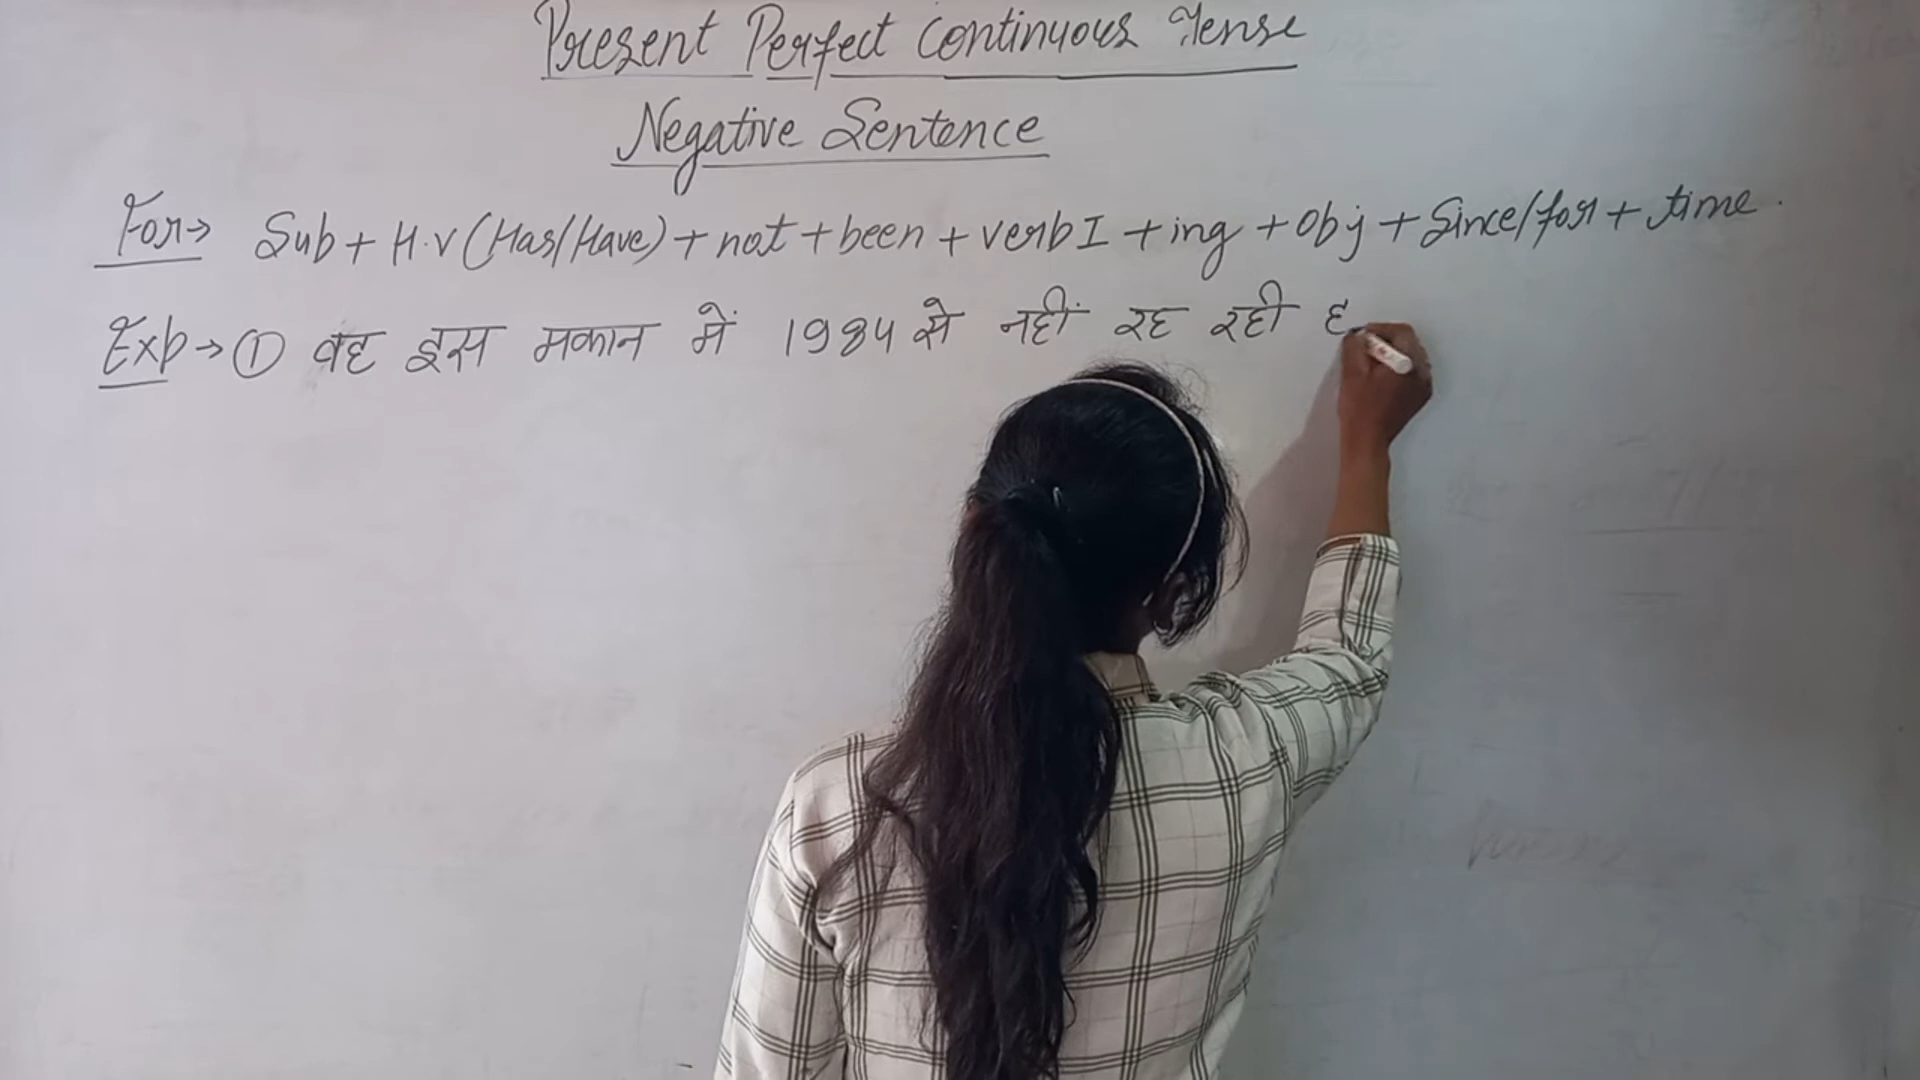 Present Perfect Continuous Tense
Negative Sentence
For→ Sub + H.V (Has/Have) + not + been + verb I + ing + Obj + Since/for + time.
Exp→ ① वह इस मकान में 1984 से नहीं रह रही ह